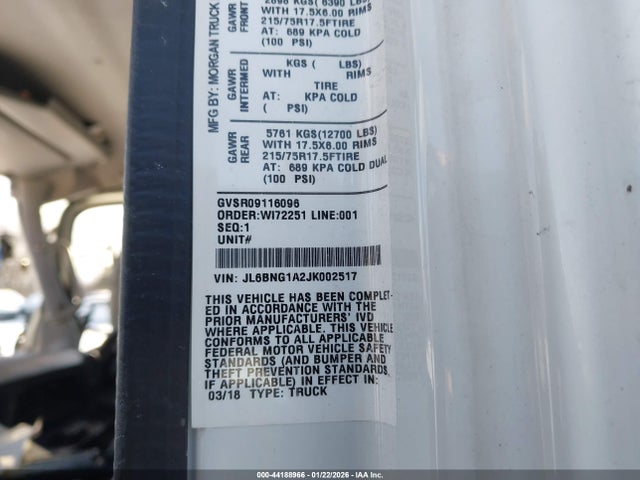 MFG BY: MORGAN TRUCK
GAWR FRONT
2898 KGS( 6390 LBS)
WITH 17.5X6.00 RIMS
215/75R17.5FTIRE
AT: 689 KPA COLD
(100 PSI)
GAWR INTERMED
KGS ( LBS)
WITH RIMS
TIRE
AT: KPA COLD
( PSI)
GAWR REAR
5761 KGS(12700 LBS)
WITH 17.5X6.00 RIMS
215/75R17.5FTIRE
AT: 689 KPA COLD DUAL
(100 PSI)
GVSR09116096
ORDER:WI72251 LINE:001
SEQ:1
UNIT#
VIN: JL6BNG1A2JK002517
THIS VEHICLE HAS BEEN COMPLET-
ED IN ACCORDANCE WITH THE
PRIOR MANUFACTURERS' IVD
WHERE APPLICABLE. THIS VEHICLE
CONFORMS TO ALL APPLICABLE
FEDERAL MOTOR VEHICLE SAFETY
STANDARDS (AND BUMPER AND
THEFT PREVENTION STANDARDS,
IF APPLICABLE) IN EFFECT IN:
03/18 TYPE: TRUCK
000-44188966 - 01/22/2026 - IAA Inc.